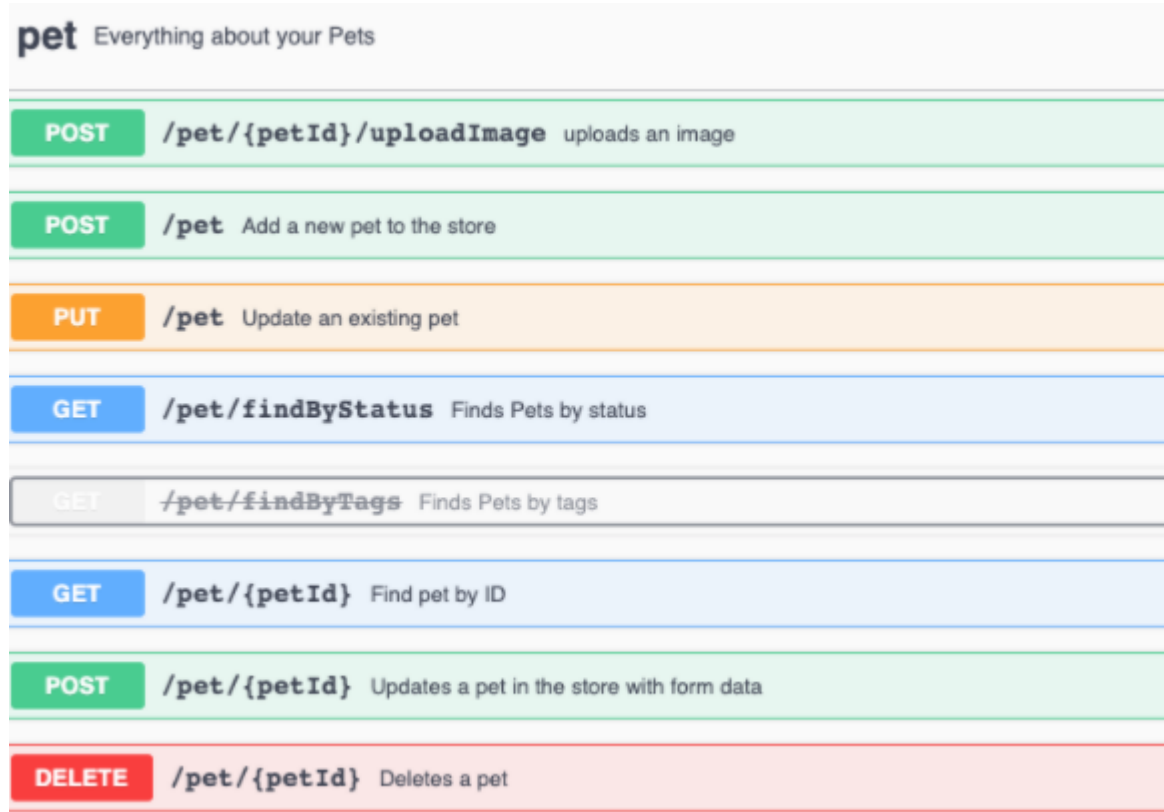 pet Everything about your Pets
POST /pet/{petId}/uploadImage uploads an image
POST /pet Add a new pet to the store
PUT /pet Update an existing pet
GET /pet/findByStatus Finds Pets by status
GET /pet/findByTags Finds Pets by tags
GET /pet/{petId} Find pet by ID
POST /pet/{petId} Updates a pet in the store with form data
DELETE /pet/{petId} Deletes a pet